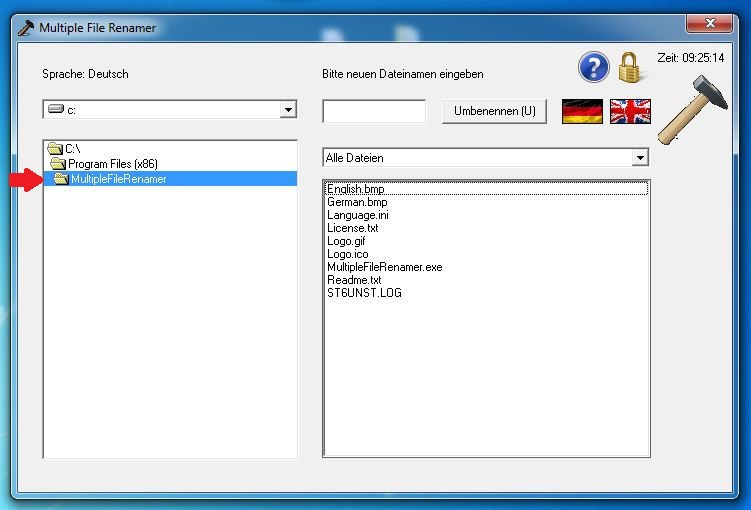 Multiple File Renamer
Sprache: Deutsch
Bitte neuen Dateinamen eingeben
Zeit: 09:25:14
c:
Umbenennen (U)
Alle Dateien
C:\
Program Files (x86)
MultipleFileRenamer
English.bmp
German.bmp
Language.ini
License.txt
Logo.gif
Logo.ico
MultipleFileRenamer.exe
Readme.txt
ST6UNST.LOG